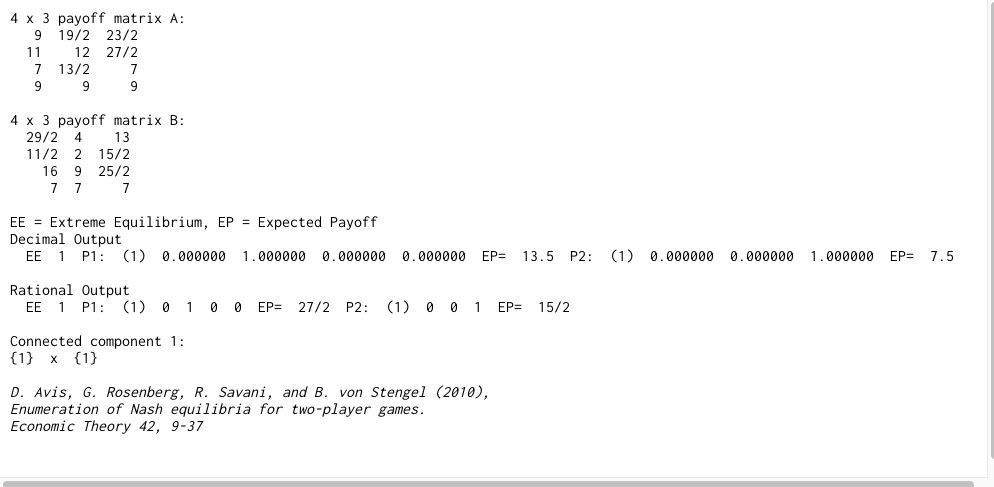 4 x 3 payoff matrix A:
9 19/2 23/2
11 12 27/2
7 13/2 7
9 9 9
4 x 3 payoff matrix B:
29/2 4 13
11/2 2 15/2
16 9 25/2
7 7 7
EE = Extreme Equilibrium, EP = Expected Payoff
Decimal Output
EE 1 P1: (1) 0.000000 1.000000 0.000000 0.000000 EP= 13.5 P2: (1) 0.000000 0.000000 1.000000 EP= 7.5
Rational Output
EE 1 P1: (1) 0 1 0 0 EP= 27/2 P2: (1) 0 0 1 EP= 15/2
Connected component 1:
{1} x {1}
D. Avis, G. Rosenberg, R. Savani, and B. von Stengel (2010),
Enumeration of Nash equilibria for two-player games.
Economic Theory 42, 9-37